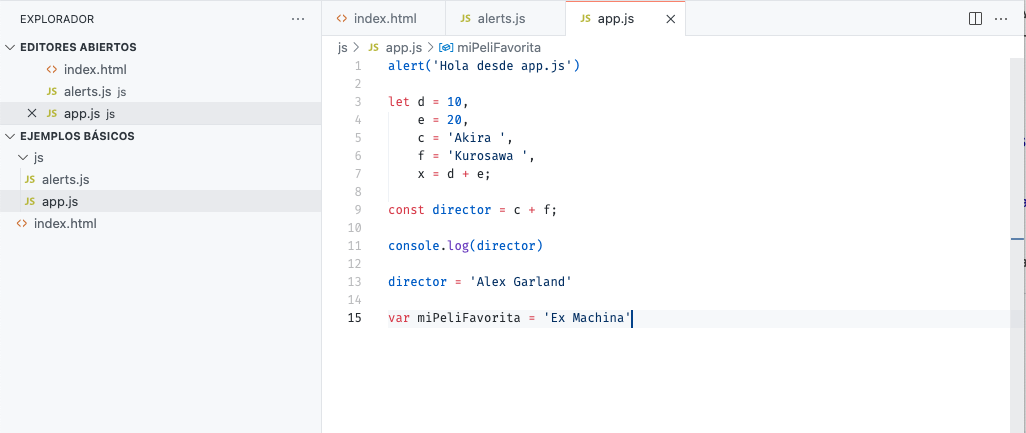 EXPLORADOR ···
EDITORES ABIERTOS
<> index.html
JS alerts.js js
× JS app.js js
EJEMPLOS BÁSICOS
js
JS alerts.js
JS app.js
<> index.html
<> index.html JS alerts.js JS app.js × ···
js > JS app.js > miPeliFavorita
1 alert('Hola desde app.js')
2
3 let d = 10,
4 e = 20,
5 c = 'Akira ',
6 f = 'Kurosawa ',
7 x = d + e;
8
9 const director = c + f;
10
11 console.log(director)
12
13 director = 'Alex Garland'
14
15 var miPeliFavorita = 'Ex Machina'